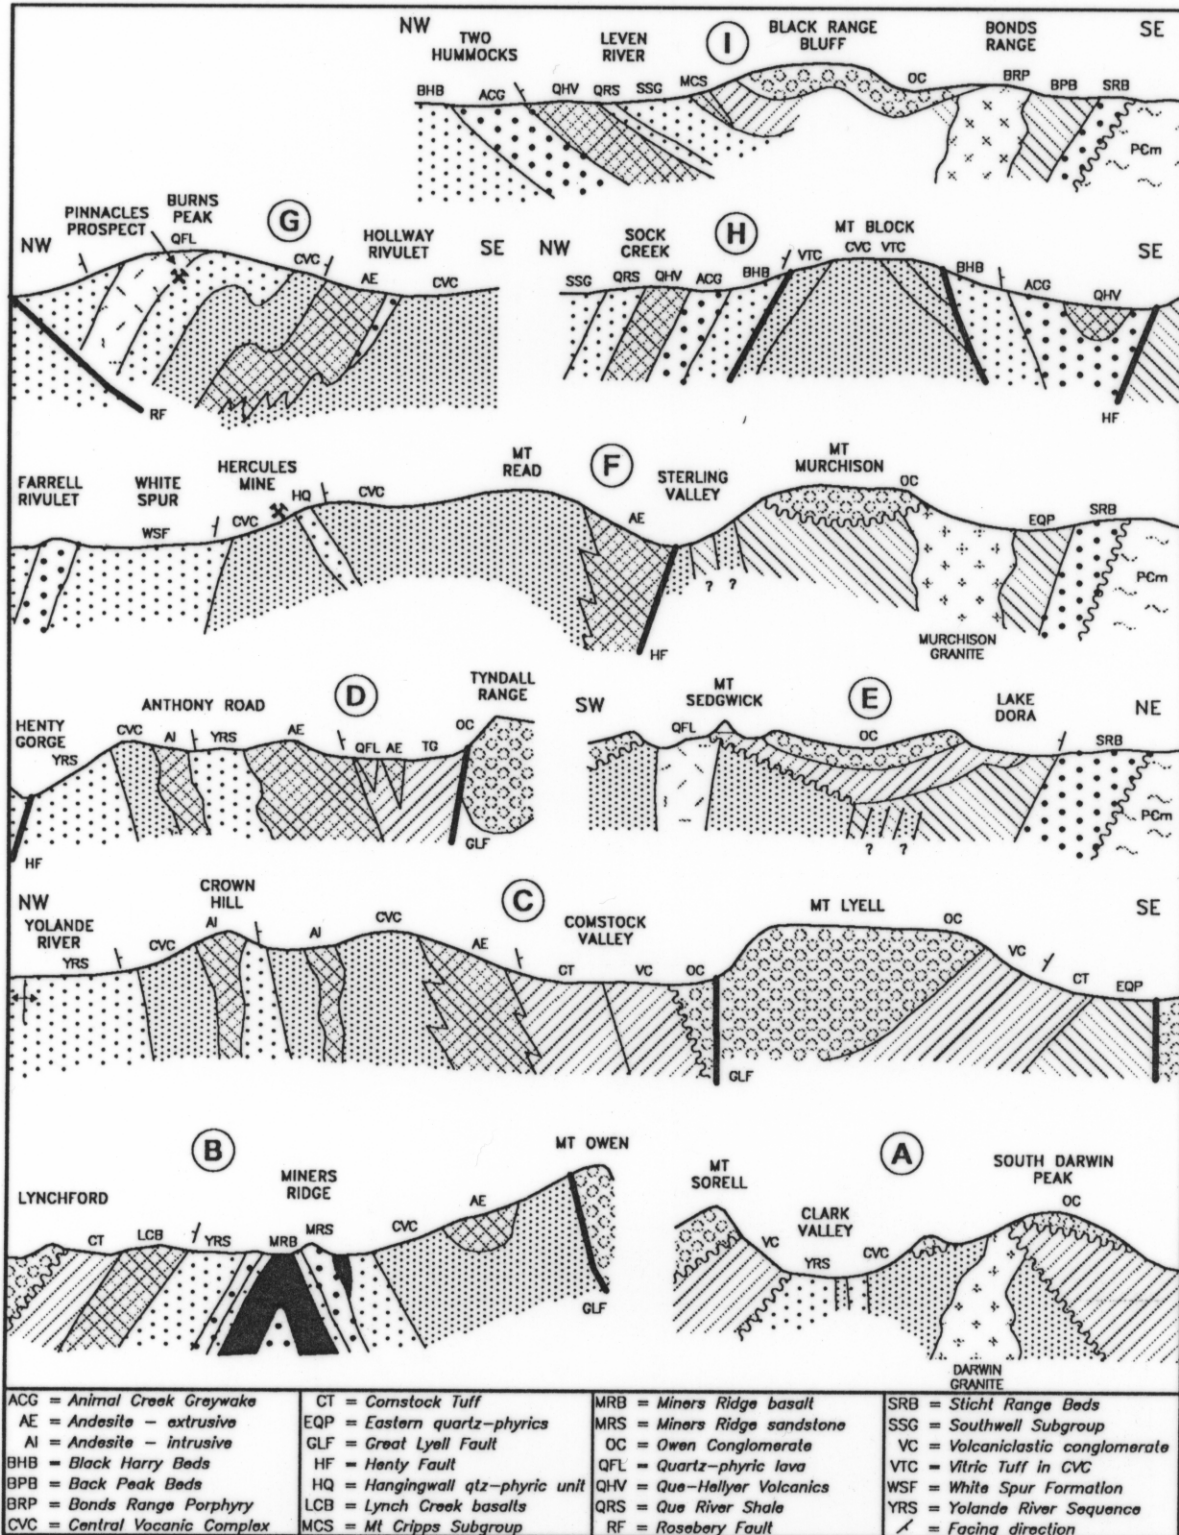 NW
TWO HUMMOCKS
LEVEN RIVER
I
BLACK RANGE BLUFF
BONDS RANGE
SE
BHB ACG QHV QRS SSG MCS OC BRP BPB SRB
PCm
NW
PINNACLES PROSPECT
BURNS PEAK
G
HOLLWAY RIVULET
SE
QFL CVC AE CVC
RF
NW
SOCK CREEK
H
MT BLOCK
SE
SSG QRS QHV ACG BHB VTC CVC VTC BHB ACG QHV
HF
FARRELL RIVULET
WHITE SPUR
HERCULES MINE
MT READ
F
STERLING VALLEY
MT MURCHISON
WSF CVC HQ CVC AE OC EQP SRB
? ?
PCm
HF
MURCHISON GRANITE
HENTY GORGE
ANTHONY ROAD
D
TYNDALL RANGE
YRS CVC AI YRS AE QFL AE TG OC
HF
GLF
SW
MT SEDGWICK
E
LAKE DORA
NE
QFL OC SRB
? ?
PCm
NW
YOLANDE RIVER
CROWN HILL
C
COMSTOCK VALLEY
MT LYELL
SE
YRS CVC AI AI CVC AE CT VC OC OC VC CT EQP
GLF
B
LYNCHFORD
MINERS RIDGE
MT OWEN
CT LCB YRS MRB MRS CVC AE
GLF
A
MT SORELL
CLARK VALLEY
SOUTH DARWIN PEAK
VC YRS CVC OC
DARWIN GRANITE
ACG = Animal Creek Greywake
AE = Andesite - extrusive
AI = Andesite - intrusive
BHB = Black Harry Beds
BPB = Back Peak Beds
BRP = Bonds Range Porphyry
CVC = Central Vocanic Complex
CT = Comstock Tuff
EQP = Eastern quartz-phyrics
GLF = Great Lyell Fault
HF = Henty Fault
HQ = Hangingwall qtz-phyric unit
LCB = Lynch Creek basalts
MCS = Mt Cripps Subgroup
MRB = Miners Ridge basalt
MRS = Miners Ridge sandstone
OC = Owen Conglomerate
QFL = Quartz-phyric lava
QHV = Que-Hellyer Volcanics
QRS = Que River Shale
RF = Rosebery Fault
SRB = Sticht Range Beds
SSG = Southwell Subgroup
VC = Volcaniclastic conglomerate
VTC = Vitric Tuff in CVC
WSF = White Spur Formation
YRS = Yolande River Sequence
= Facing direction